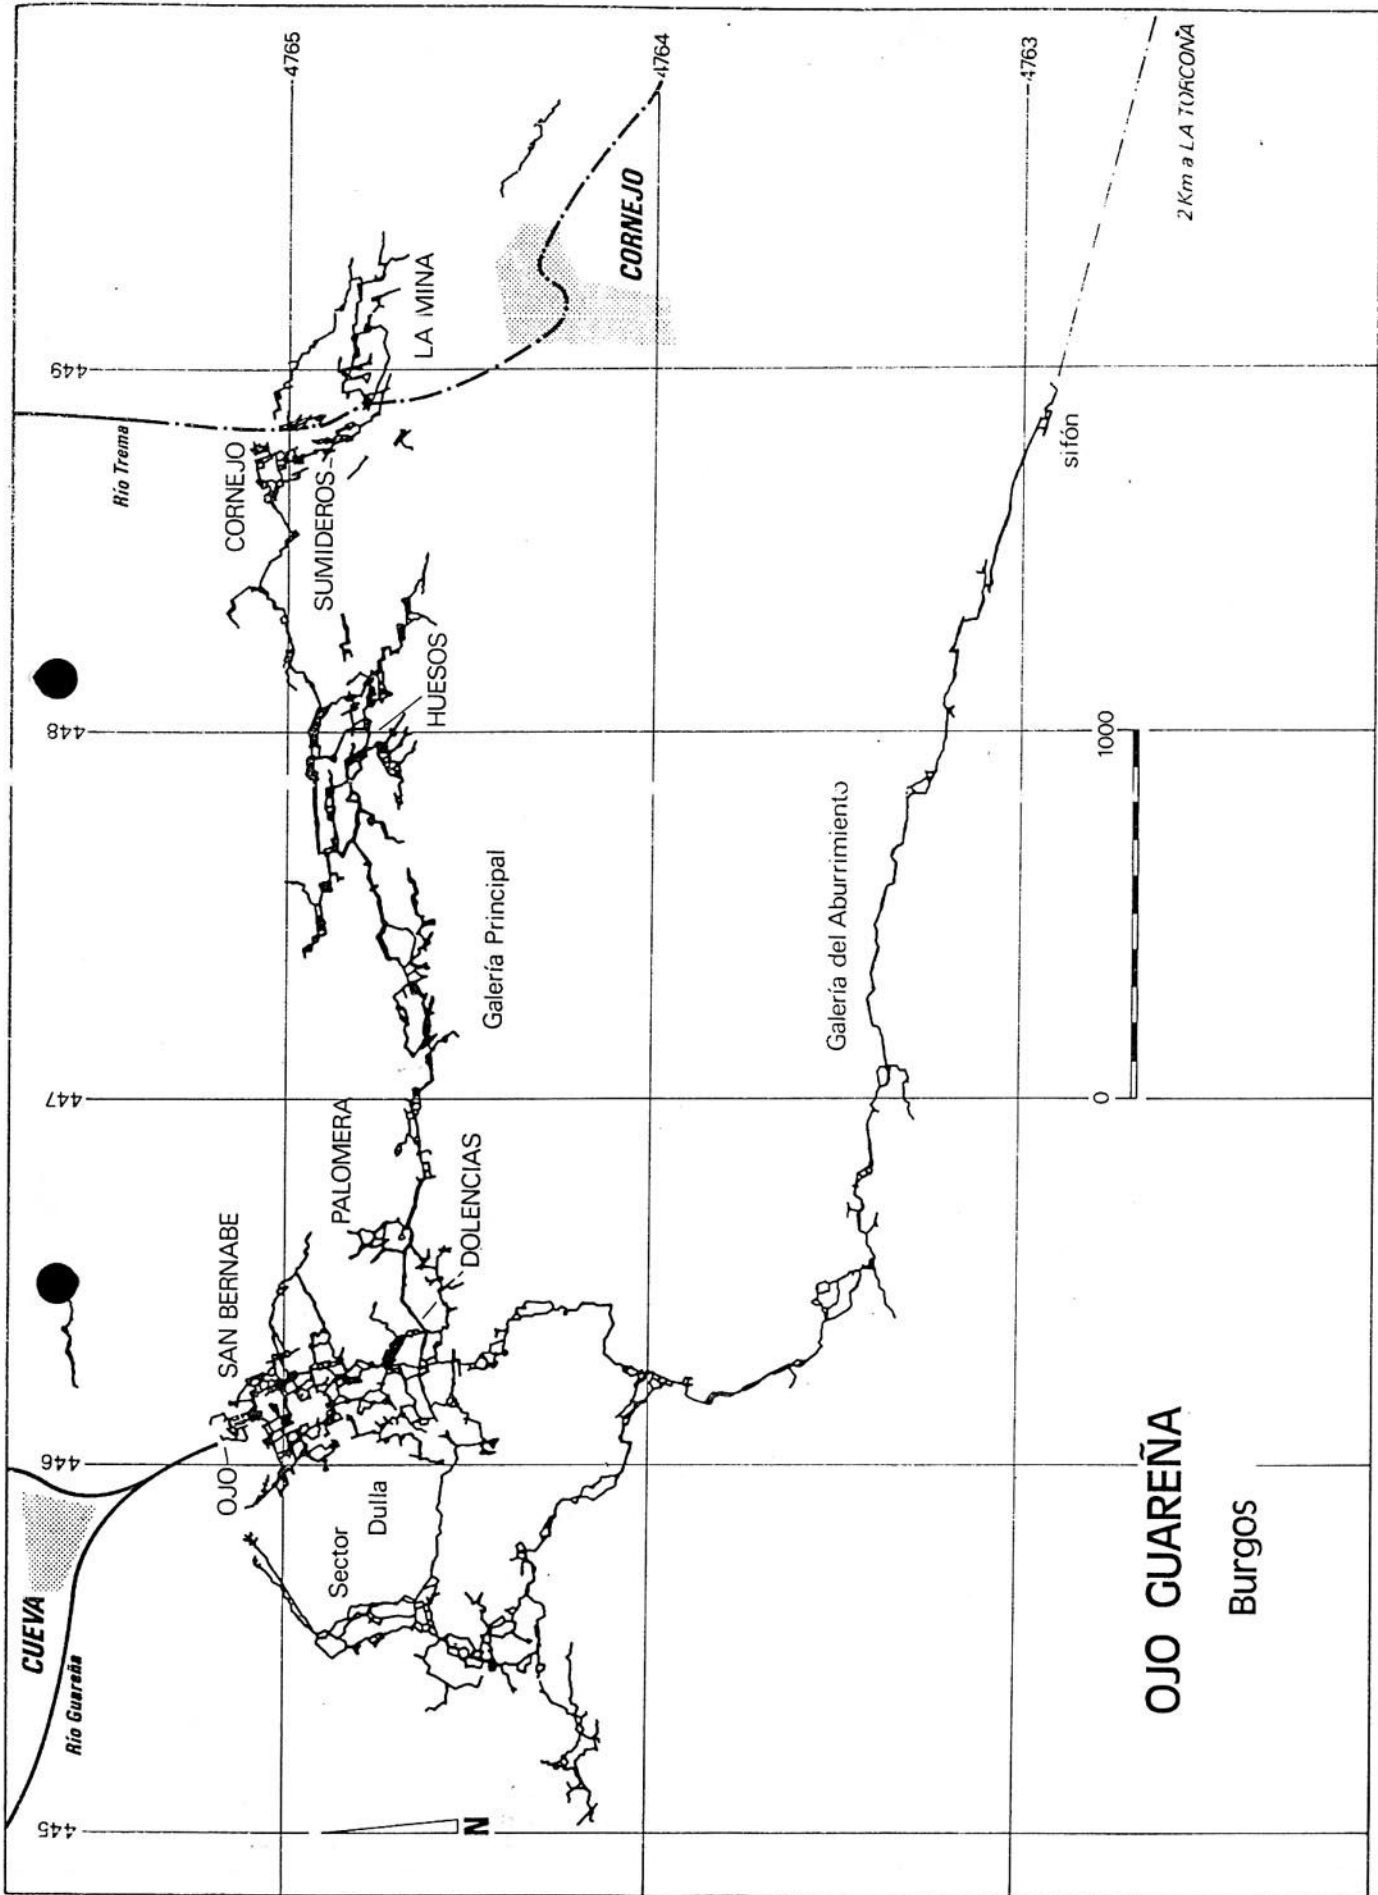 445
446
447
448
449
4765
4764
4763
CUEVA
Río Guareña
OJO
SAN BERNABE
Sector
Dulla
PALOMERA
DOLENCIAS
Galería Principal
HUESOS
CORNEJO
SUMIDEROS
Río Trema
LA MINA
CORNEJO
Galería del Aburrimiento
sifón
2 Km a LA TORCONA
0
1000
N
OJO GUAREÑA
Burgos